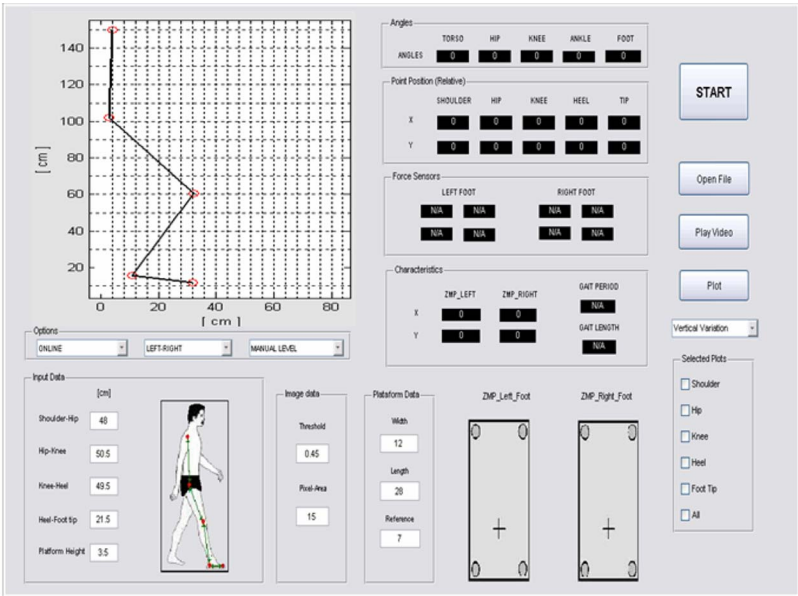 140
120
100
80
60
40
20
[ cm ]
0 20 40 60 80
[ cm ]
Angles
TORSO HIP KNEE ANKLE FOOT
ANGLES 0 0 0 0 0
Point Position (Relative)
SHOULDER HIP KNEE HEEL TIP
X 0 0 0 0 0
Y 0 0 0 0 0
Force Sensors
LEFT FOOT RIGHT FOOT
N/A N/A N/A N/A
N/A N/A N/A N/A
Characteristics
ZMP_LEFT ZMP_RIGHT GAIT PERIOD
X 0 0 N/A
Y 0 0 GAIT LENGTH
N/A
START
Open File
Play Video
Plot
Vertical Variation
Selected Plots
Shoulder
Hip
Knee
Heel
Foot Tip
All
Options
ONLINE LEFT-RIGHT MANUAL LEVEL
Input Data
[cm]
Shoulder-Hip 48
Hip-Knee 50.5
Knee-Heel 49.5
Heel-Foot tip 21.5
Platform Height 3.5
Image data
Threshold
0.45
Pixel-Area
15
Plataform Data
Width
12
Length
28
Reference
7
ZMP_Left_Foot ZMP_Right_Foot